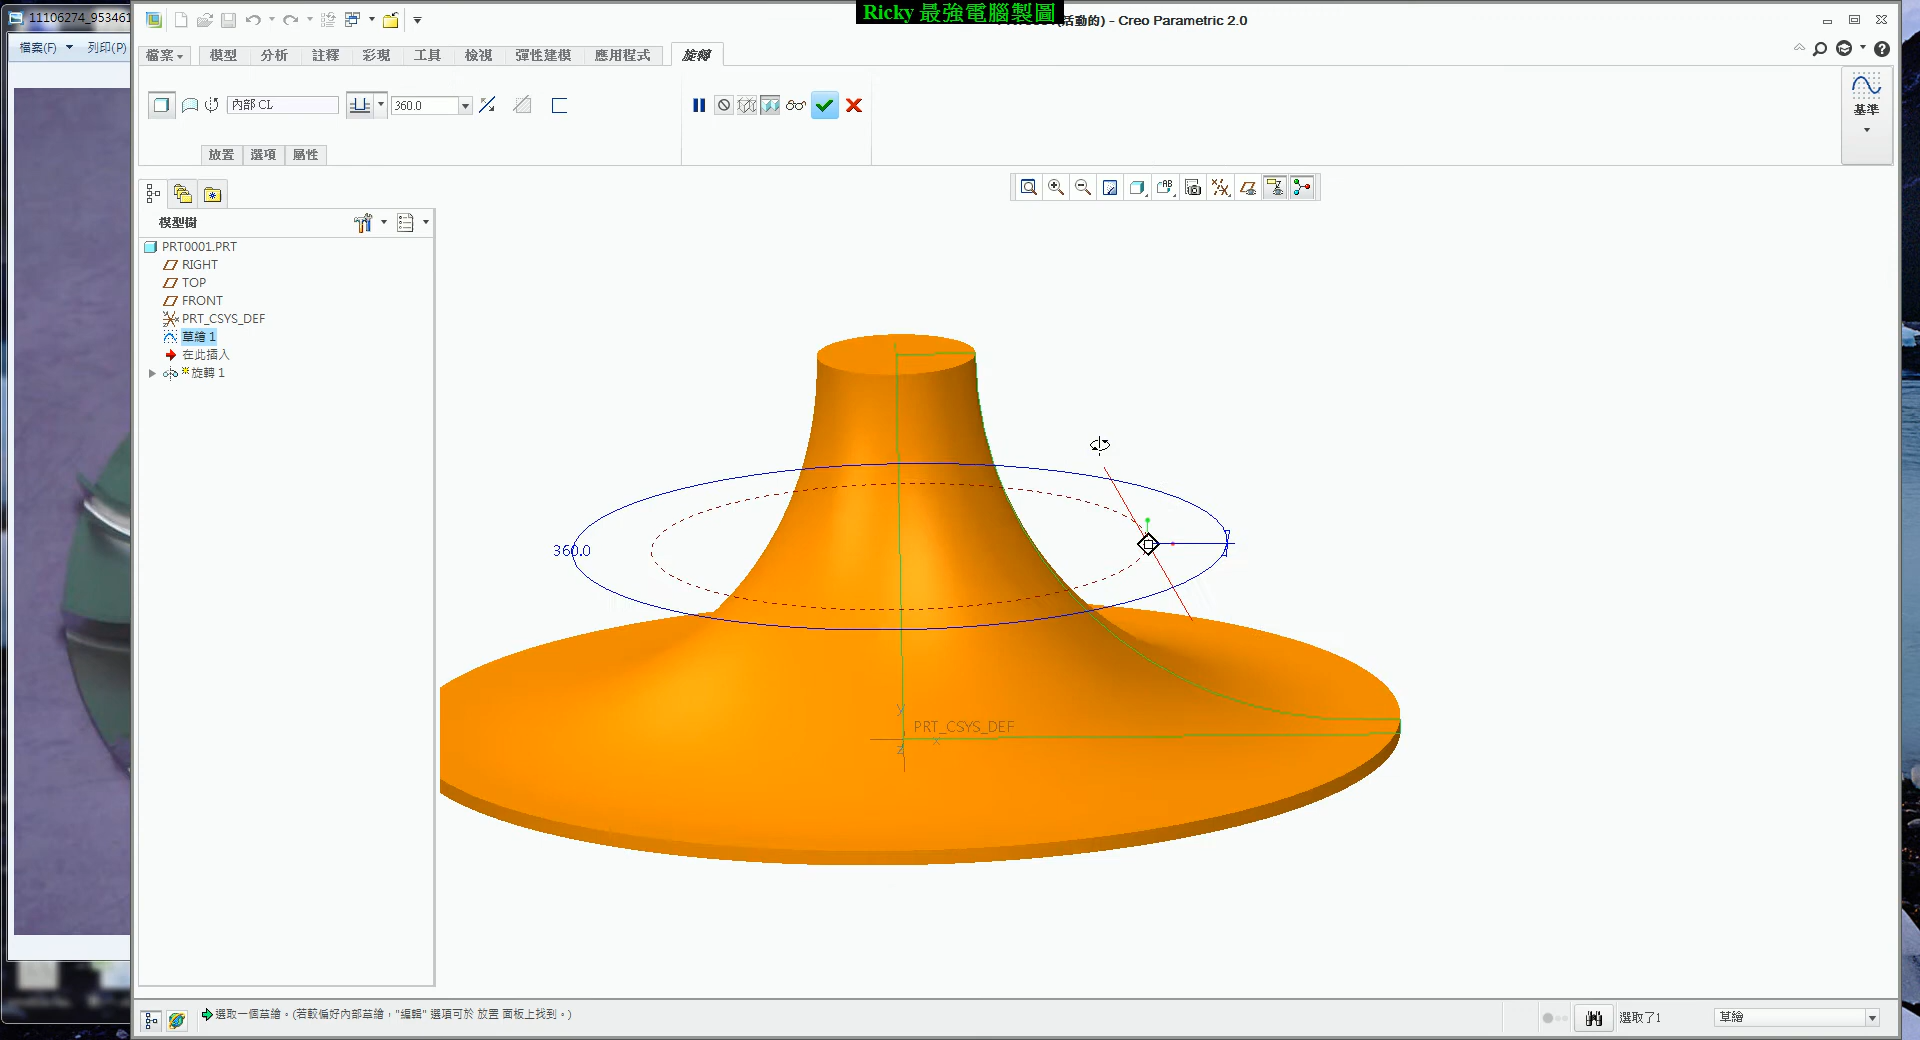 11106274_953461
Ricky 最強電腦製圖
(活動的) - Creo Parametric 2.0
檔案(F)
列印(P)
檔案
模型
分析
註釋
彩現
工具
檢視
彈性建模
應用程式
旋轉
內部 CL
360.0
基準
放置
選項
屬性
模型樹
PRT0001.PRT
RIGHT
TOP
FRONT
PRT_CSYS_DEF
草繪 1
在此插入
旋轉 1
360.0
y
PRT_CSYS_DEF
x
z
選取一個草繪。(若較偏好內部草繪，"編輯" 選項可於 放置 面板上找到。)
選取了1
草繪